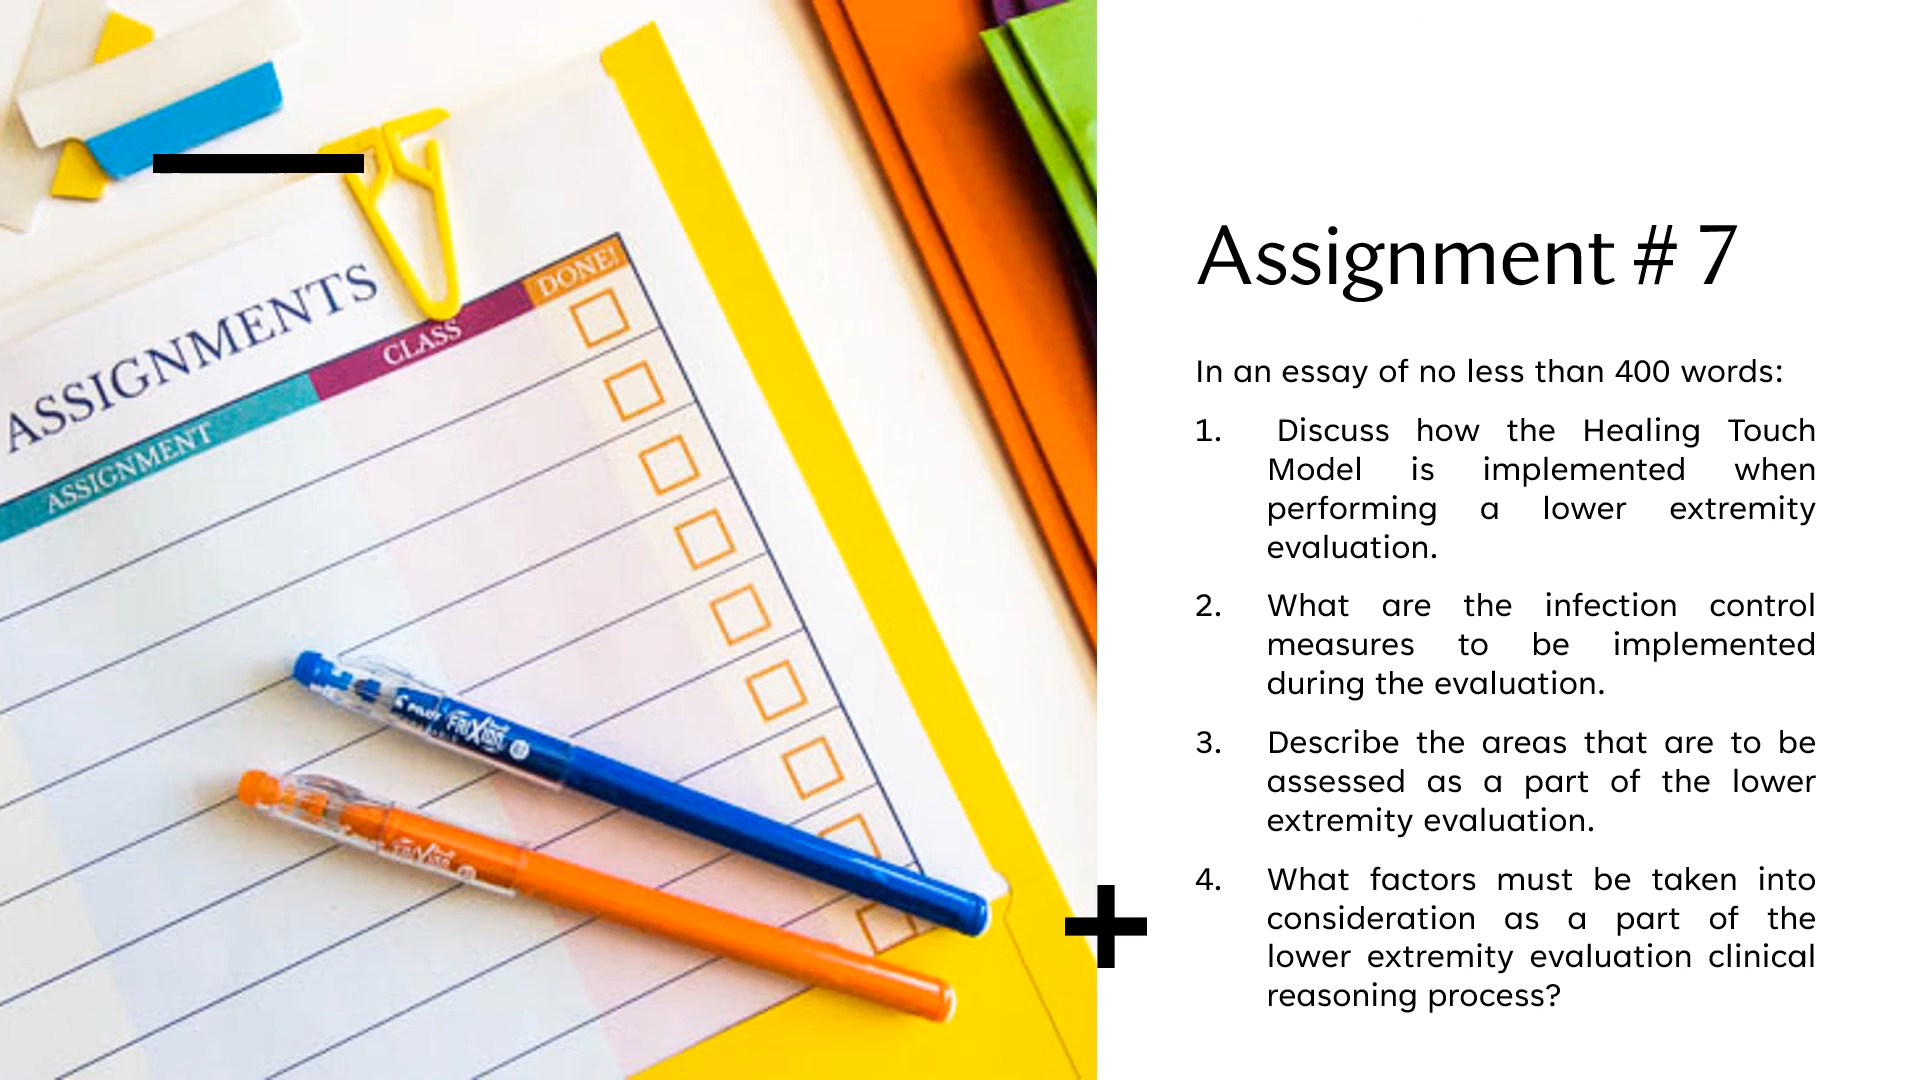 ASSIGNMENTS
ASSIGNMENT CLASS DONE!
PILOT FRIXION
FRIXION
Assignment # 7
In an essay of no less than 400 words:
1. Discuss how the Healing Touch
Model is implemented when
performing a lower extremity
evaluation.
2. What are the infection control
measures to be implemented
during the evaluation.
3. Describe the areas that are to be
assessed as a part of the lower
extremity evaluation.
4. What factors must be taken into
consideration as a part of the
lower extremity evaluation clinical
reasoning process?